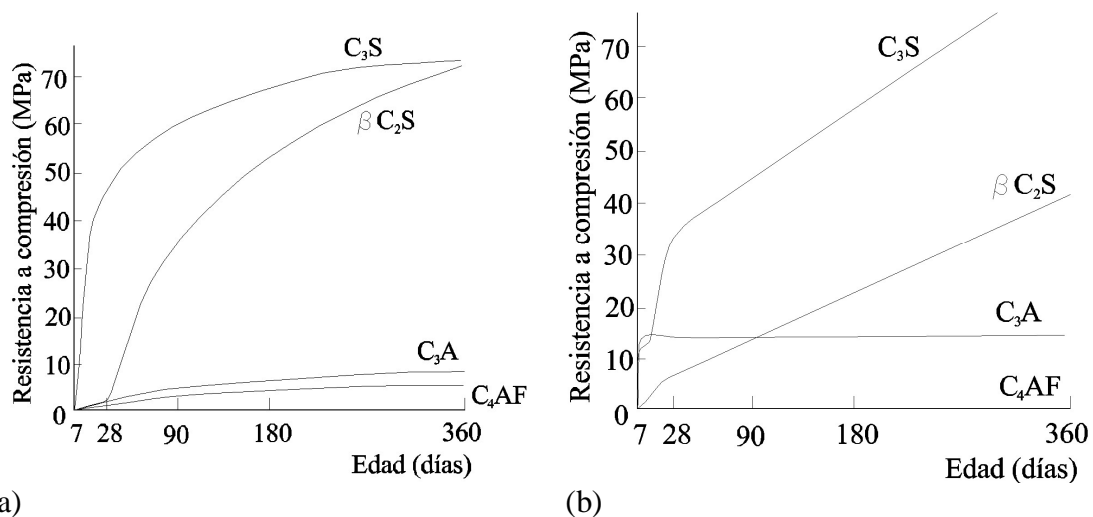 Resistencia a compresión (MPa)
70
60
50
40
30
20
10
0
C₃S
β C₂S
C₃A
C₄AF
7 28 90 180 360
Edad (días)
a)
Resistencia a compresión (MPa)
70
60
50
40
30
20
10
0
C₃S
β C₂S
C₃A
C₄AF
7 28 90 180 360
Edad (días)
(b)